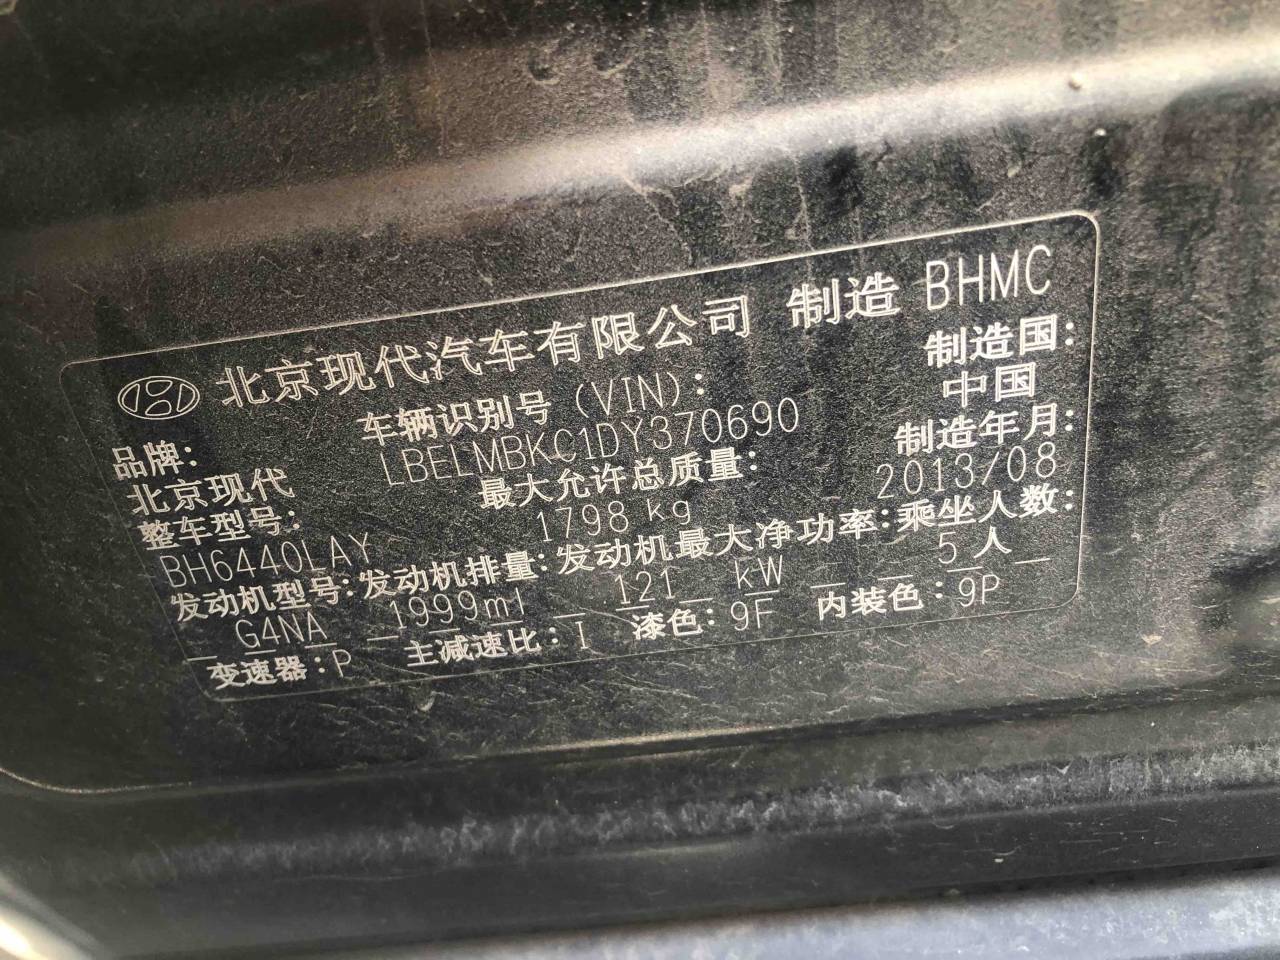 北京现代汽车有限公司 制造 BHMC
车辆识别号(VIN): 制造国:
品牌: LBELMBKC1DY370690 中国
北京现代 最大允许总质量: 制造年月:
整车型号: 1798 kg 2013/08
BH6440LAY
发动机型号: 发动机排量: 发动机最大净功率: 乘坐人数:
G4NA 1999ml 121 kW 5人
变速器: P 主减速比: I 漆色: 9F 内装色: 9P